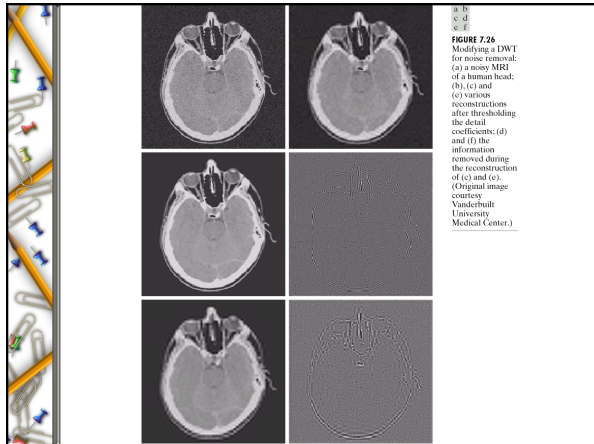 a b
c d
e f
FIGURE 7.26
Modifying a DWT
for noise removal:
(a) a noisy MRI
of a human head;
(b), (c) and
(e) various
reconstructions
after thresholding
the detail
coefficients; (d)
and (f) the
information
removed during
the reconstruction
of (c) and (e).
(Original image
courtesy
Vanderbuilt
University
Medical Center.)